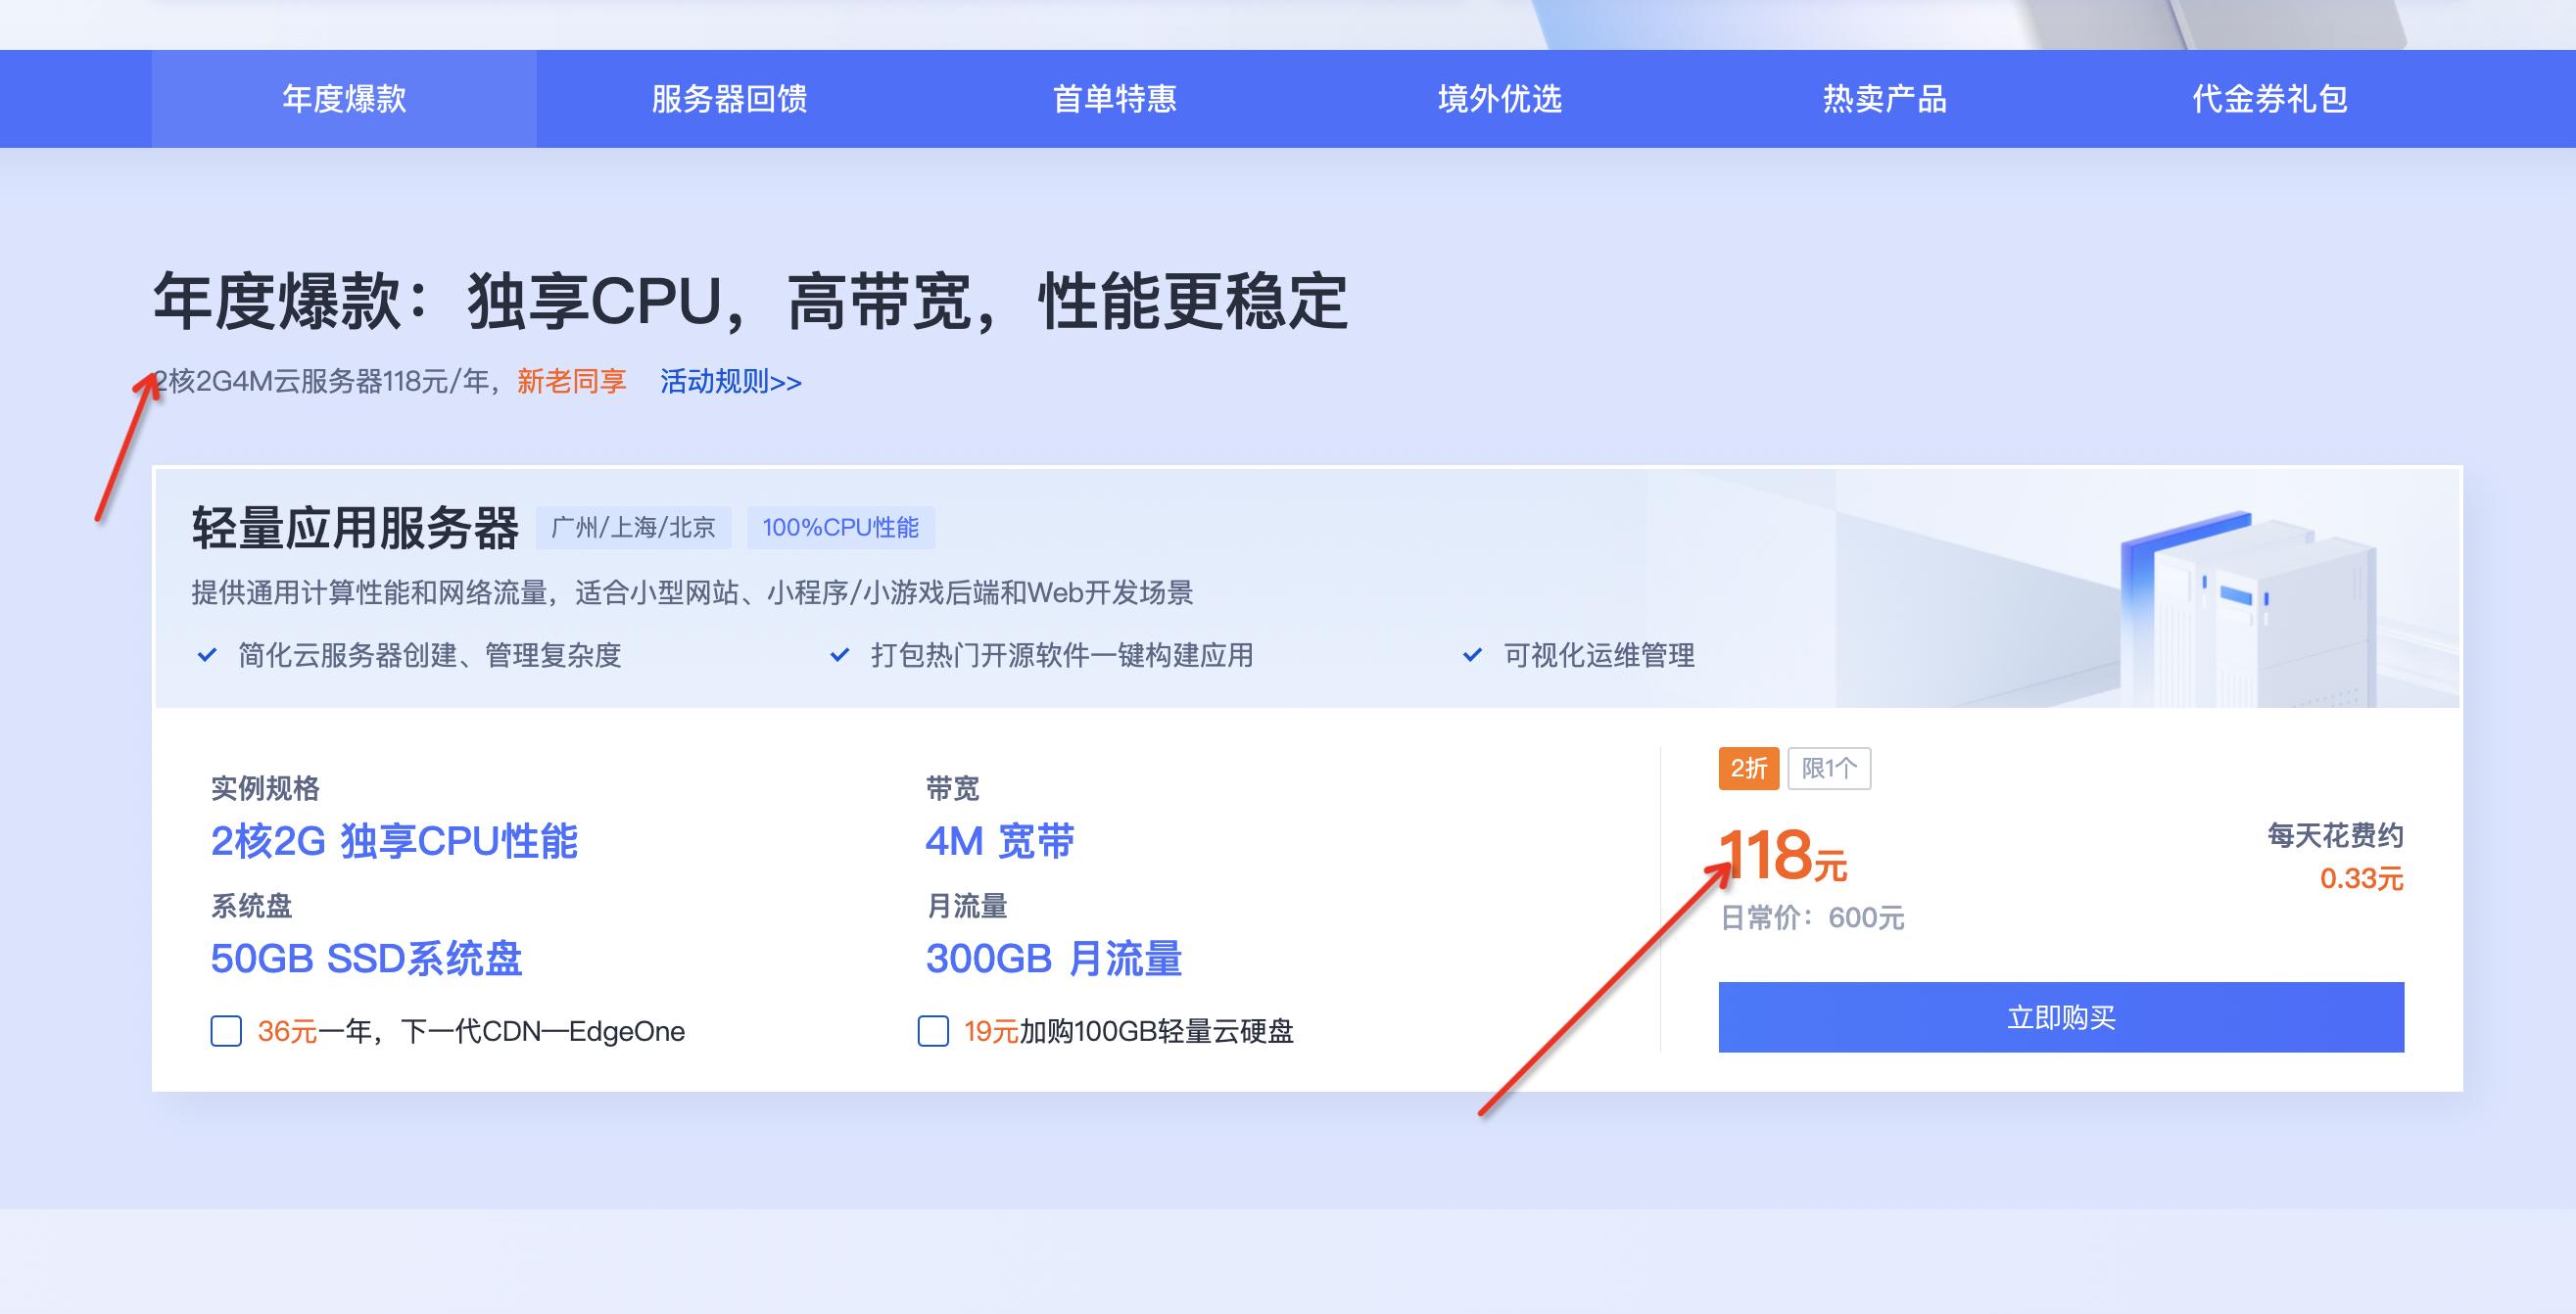 年度爆款 服务器回馈 首单特惠 境外优选 热卖产品 代金券礼包
年度爆款：独享CPU，高带宽，性能更稳定
2核2G4M云服务器118元/年，新老同享 活动规则>>
轻量应用服务器 广州/上海/北京 100%CPU性能
提供通用计算性能和网络流量，适合小型网站、小程序/小游戏后端和Web开发场景
简化云服务器创建、管理复杂度 打包热门开源软件一键构建应用 可视化运维管理
实例规格 带宽
2核2G 独享CPU性能 4M 宽带
系统盘 月流量
50GB SSD系统盘 300GB 月流量
36元一年，下一代CDN—EdgeOne 19元加购100GB轻量云硬盘
2折 限1个
118元
日常价：600元
每天花费约
0.33元
立即购买